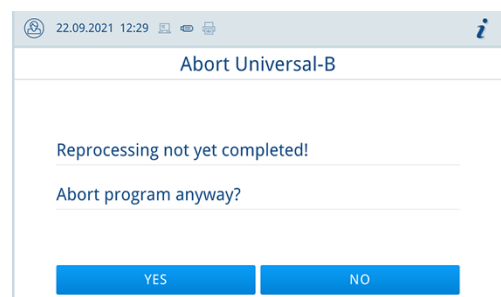 22.09.2021 12:29 i
Abort Universal-B
Reprocessing not yet completed!
Abort program anyway?
YES NO